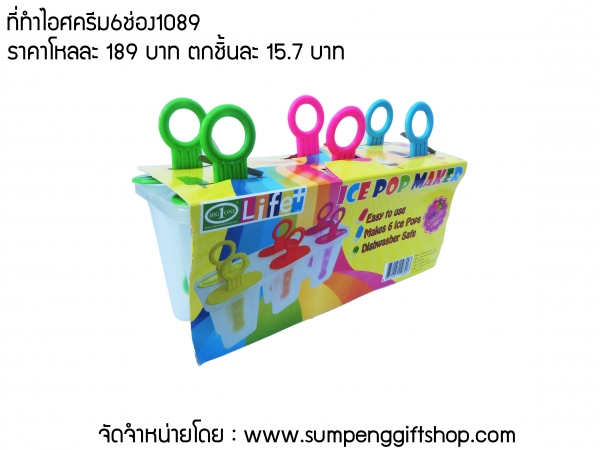 ที่ทำไอศครีม6ช่อง1089
ราคาโหลละ 189 บาท ตกชิ้นละ 15.7 บาท
ICE POP MAKER
BIG 1 ONE
Life+
Easy to use
Makes 6 Ice Pops
Dishwasher Safe
จัดจำหน่ายโดย : www.sumpenggiftshop.com